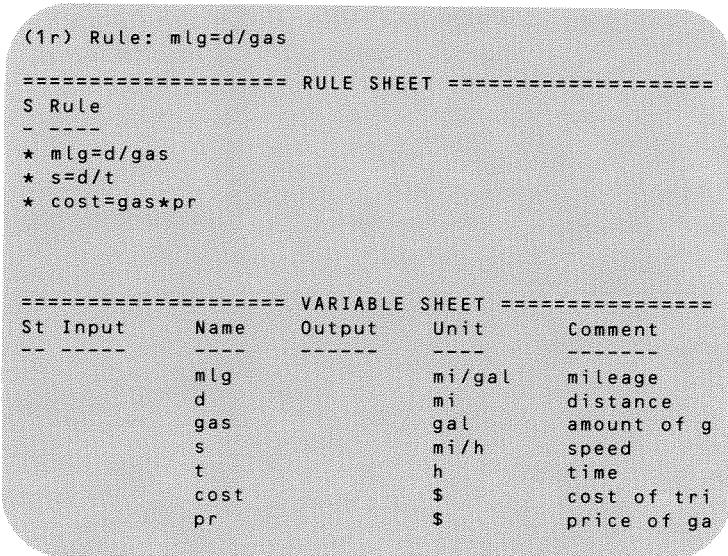 (1r) Rule: mlg=d/gas
==================== RULE SHEET ====================
S Rule
- ----
* mlg=d/gas
* s=d/t
* cost=gas*pr
==================== VARIABLE SHEET ================
St Input Name Output Unit Comment
-- ----- ---- ------ ---- -------
mlg mi/gal mileage
d mi distance
gas gal amount of g
s mi/h speed
t h time
cost $ cost of tri
pr $ price of ga